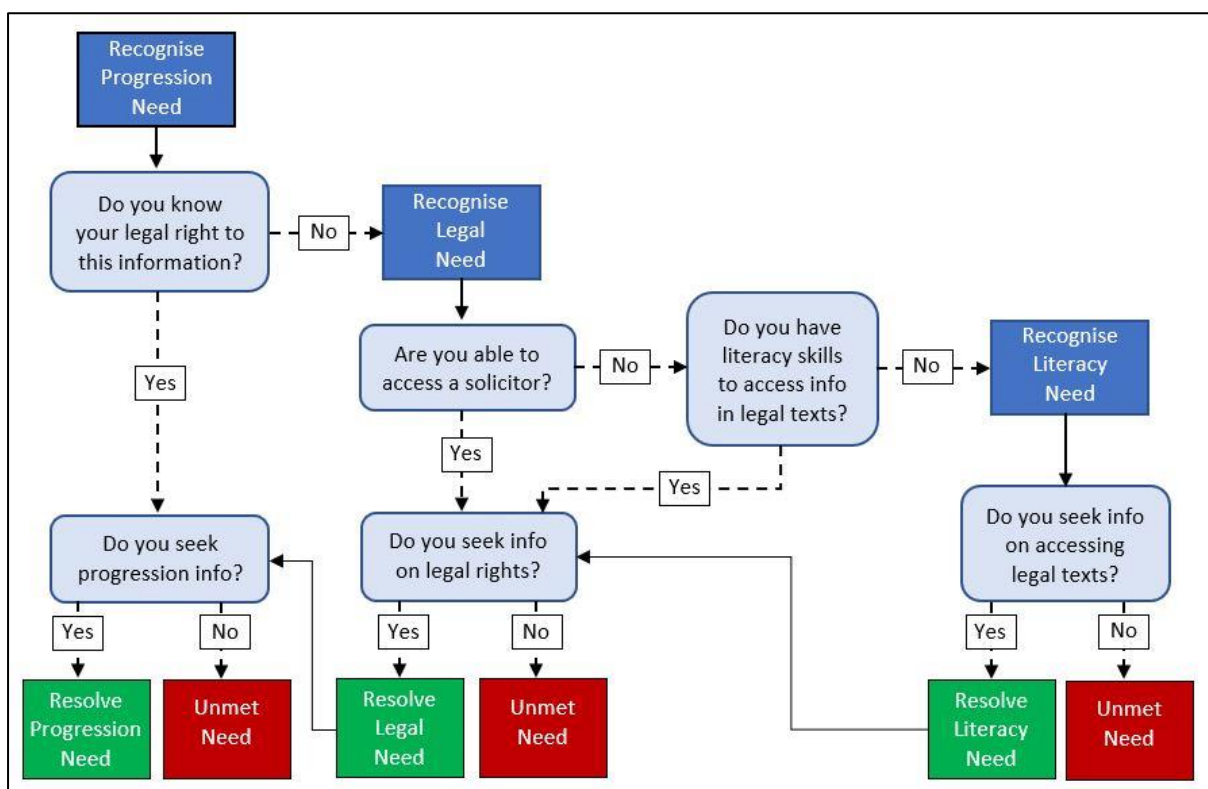 Recognise
Progression
Need
Do you know
your legal right to
this information?
No
Recognise
Legal
Need
Yes
Are you able to
access a solicitor?
No
Do you have
literacy skills
to access info
in legal texts?
No
Recognise
Literacy
Need
Yes
Yes
Do you seek
progression info?
Do you seek info
on legal rights?
Do you seek info
on accessing
legal texts?
Yes
No
Yes
No
Yes
No
Resolve
Progression
Need
Unmet
Need
Resolve
Legal
Need
Unmet
Need
Resolve
Literacy
Need
Unmet
Need